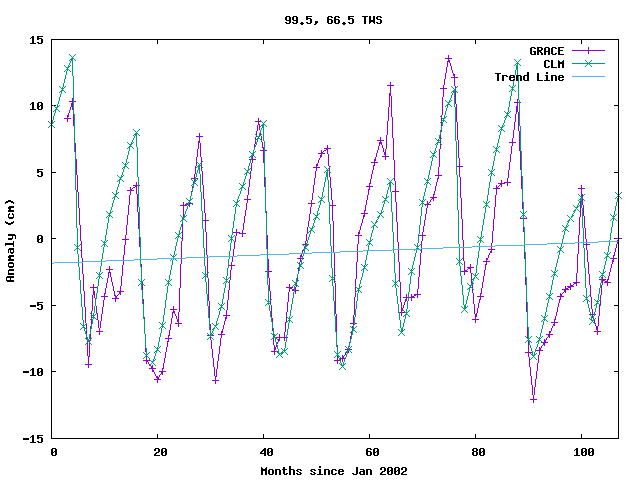 99.5, 66.5 TWS
GRACE
CLM
Trend Line
15
10
5
0
-5
-10
-15
Anomaly (cm)
0 20 40 60 80 100
Months since Jan 2002